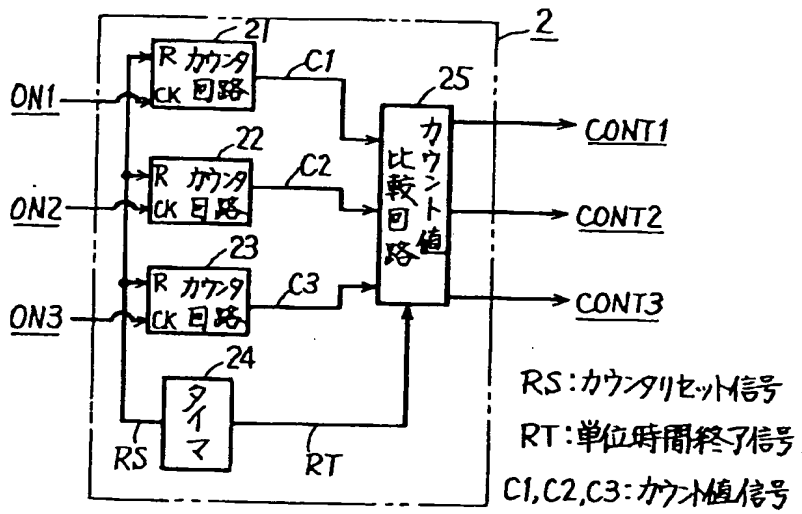 2
21
R カウンタ
CK 回路
C1
ON1
25
カウント値
比較回路
CONT1
22
R カウンタ
CK 回路
C2
ON2
CONT2
23
R カウンタ
CK 回路
C3
ON3
CONT3
24
タイマ
RS
RT
RS:カウンタリセット信号
RT:単位時間終了信号
C1,C2,C3:カウント値信号